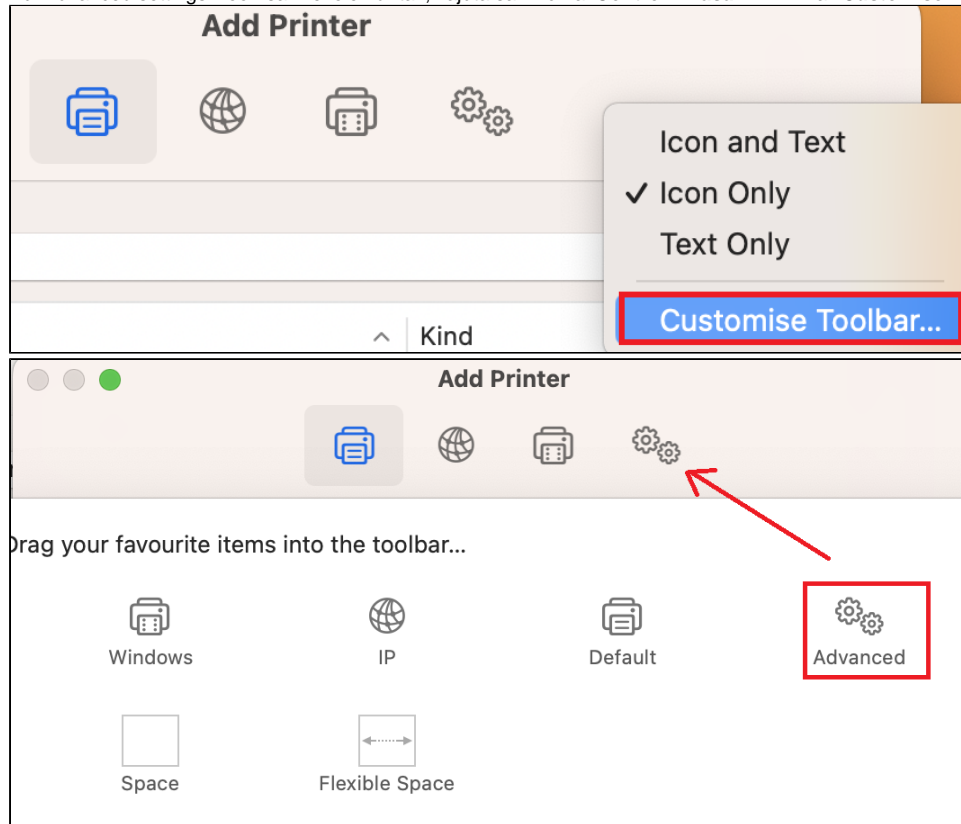 Add Printer
Icon and Text
Icon Only
Text Only
Customise Toolbar...
Kind
Add Printer
Drag your favourite items into the toolbar...
Windows
IP
Default
Advanced
Space
Flexible Space